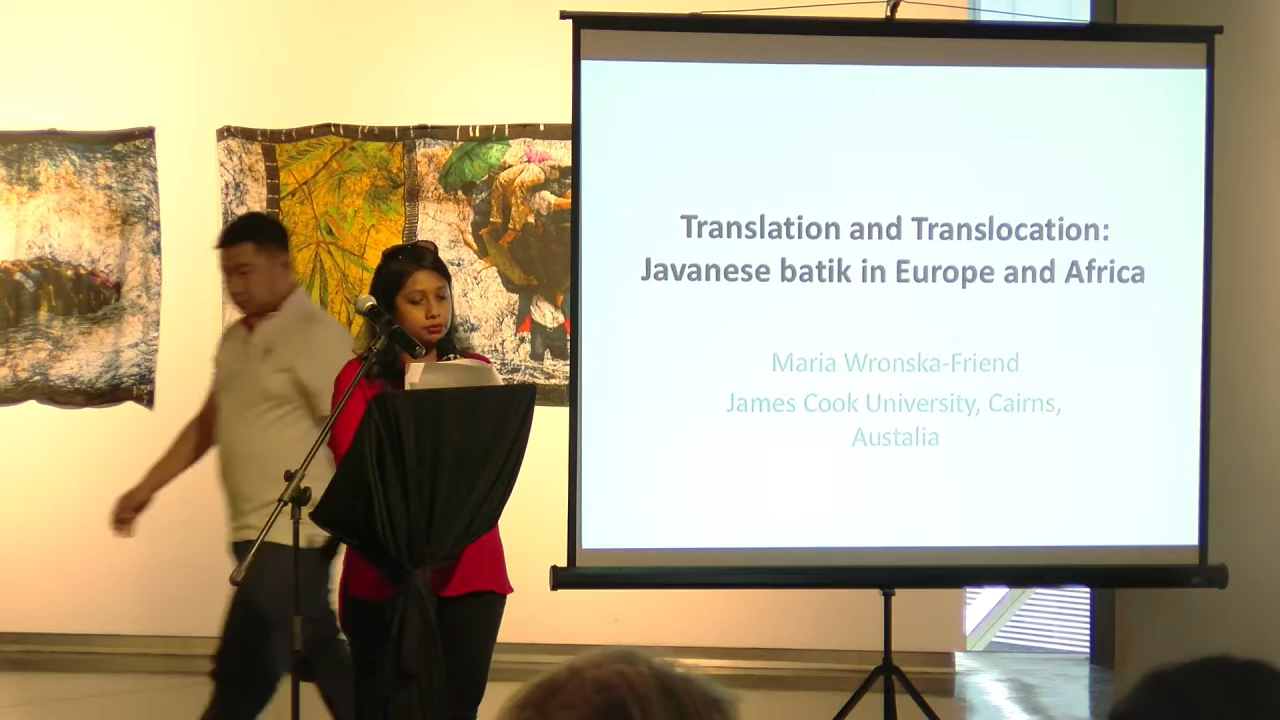 Translation and Translocation:
Javanese batik in Europe and Africa
Maria Wronska-Friend
James Cook University, Cairns,
Austalia